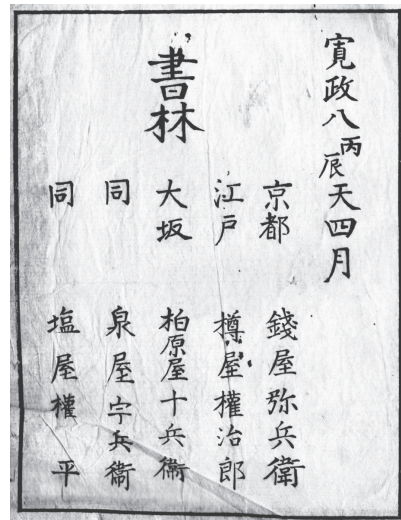 寛政八丙辰天四月
書林
京都 錢屋弥兵衛
江戸 樽屋權治郎
大坂 柏原屋十兵衛
同 泉屋宇兵衛
同 塩屋權平